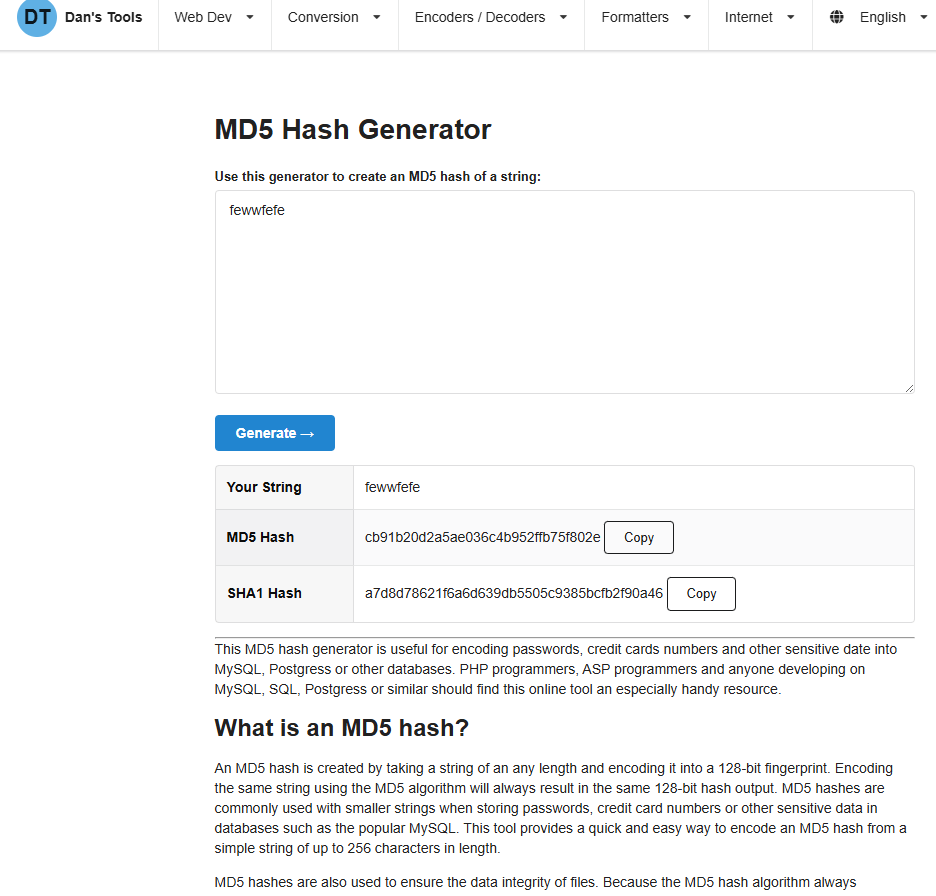 DT Dan's Tools Web Dev Conversion Encoders / Decoders Formatters Internet English
MD5 Hash Generator
Use this generator to create an MD5 hash of a string:
fewwfefe
Generate →
Your String fewwfefe
MD5 Hash cb91b20d2a5ae036c4b952ffb75f802e Copy
SHA1 Hash a7d8d78621f6a6d639db5505c9385bcfb2f90a46 Copy
This MD5 hash generator is useful for encoding passwords, credit cards numbers and other sensitive date into
MySQL, Postgress or other databases. PHP programmers, ASP programmers and anyone developing on
MySQL, SQL, Postgress or similar should find this online tool an especially handy resource.
What is an MD5 hash?
An MD5 hash is created by taking a string of an any length and encoding it into a 128-bit fingerprint. Encoding
the same string using the MD5 algorithm will always result in the same 128-bit hash output. MD5 hashes are
commonly used with smaller strings when storing passwords, credit card numbers or other sensitive data in
databases such as the popular MySQL. This tool provides a quick and easy way to encode an MD5 hash from a
simple string of up to 256 characters in length.
MD5 hashes are also used to ensure the data integrity of files. Because the MD5 hash algorithm always